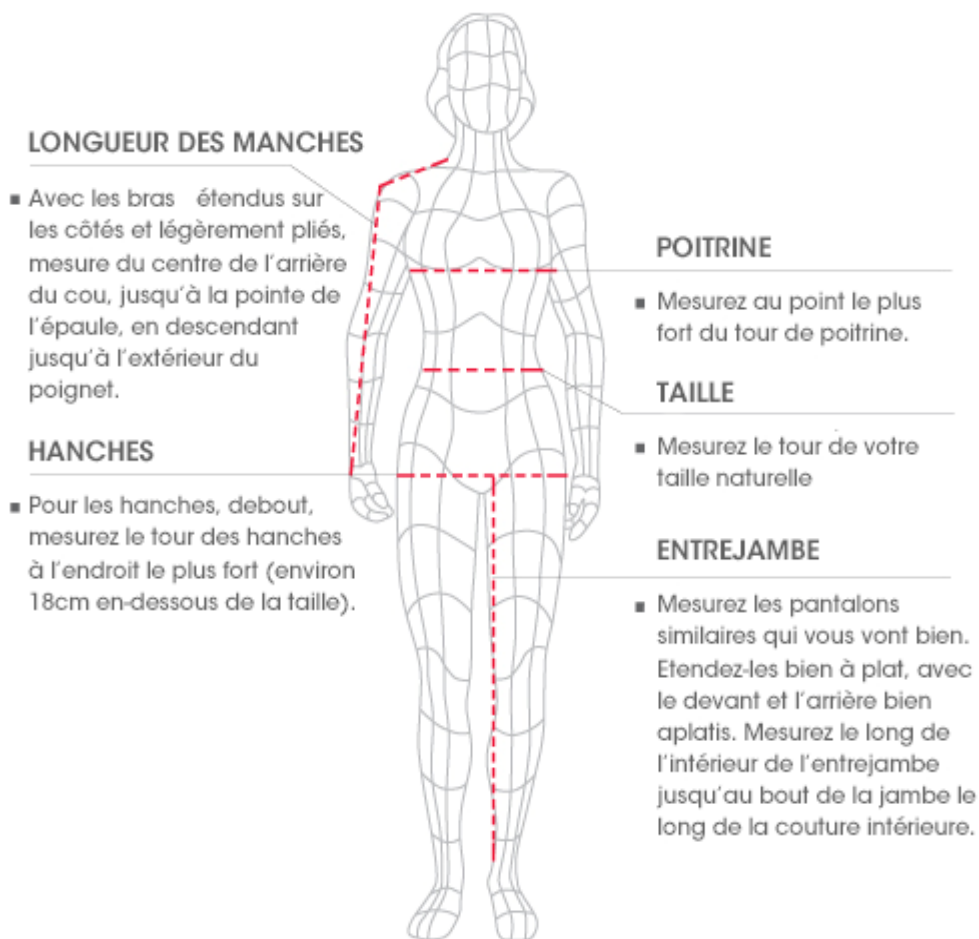 LONGUEUR DES MANCHES
▪ Avec les bras étendus sur
les côtés et légèrement pliés,
mesure du centre de l'arrière
du cou, jusqu'à la pointe de
l'épaule, en descendant
jusqu'à l'extérieur du
poignet.
HANCHES
▪ Pour les hanches, debout,
mesurez le tour des hanches
à l'endroit le plus fort (environ
18cm en-dessous de la taille).
POITRINE
▪ Mesurez au point le plus
fort du tour de poitrine.
TAILLE
▪ Mesurez le tour de votre
taille naturelle
ENTREJAMBE
▪ Mesurez les pantalons
similaires qui vous vont bien.
Etendez-les bien à plat, avec
le devant et l'arrière bien
aplatis. Mesurez le long de
l'intérieur de l'entrejambe
jusqu'au bout de la jambe le
long de la couture intérieure.